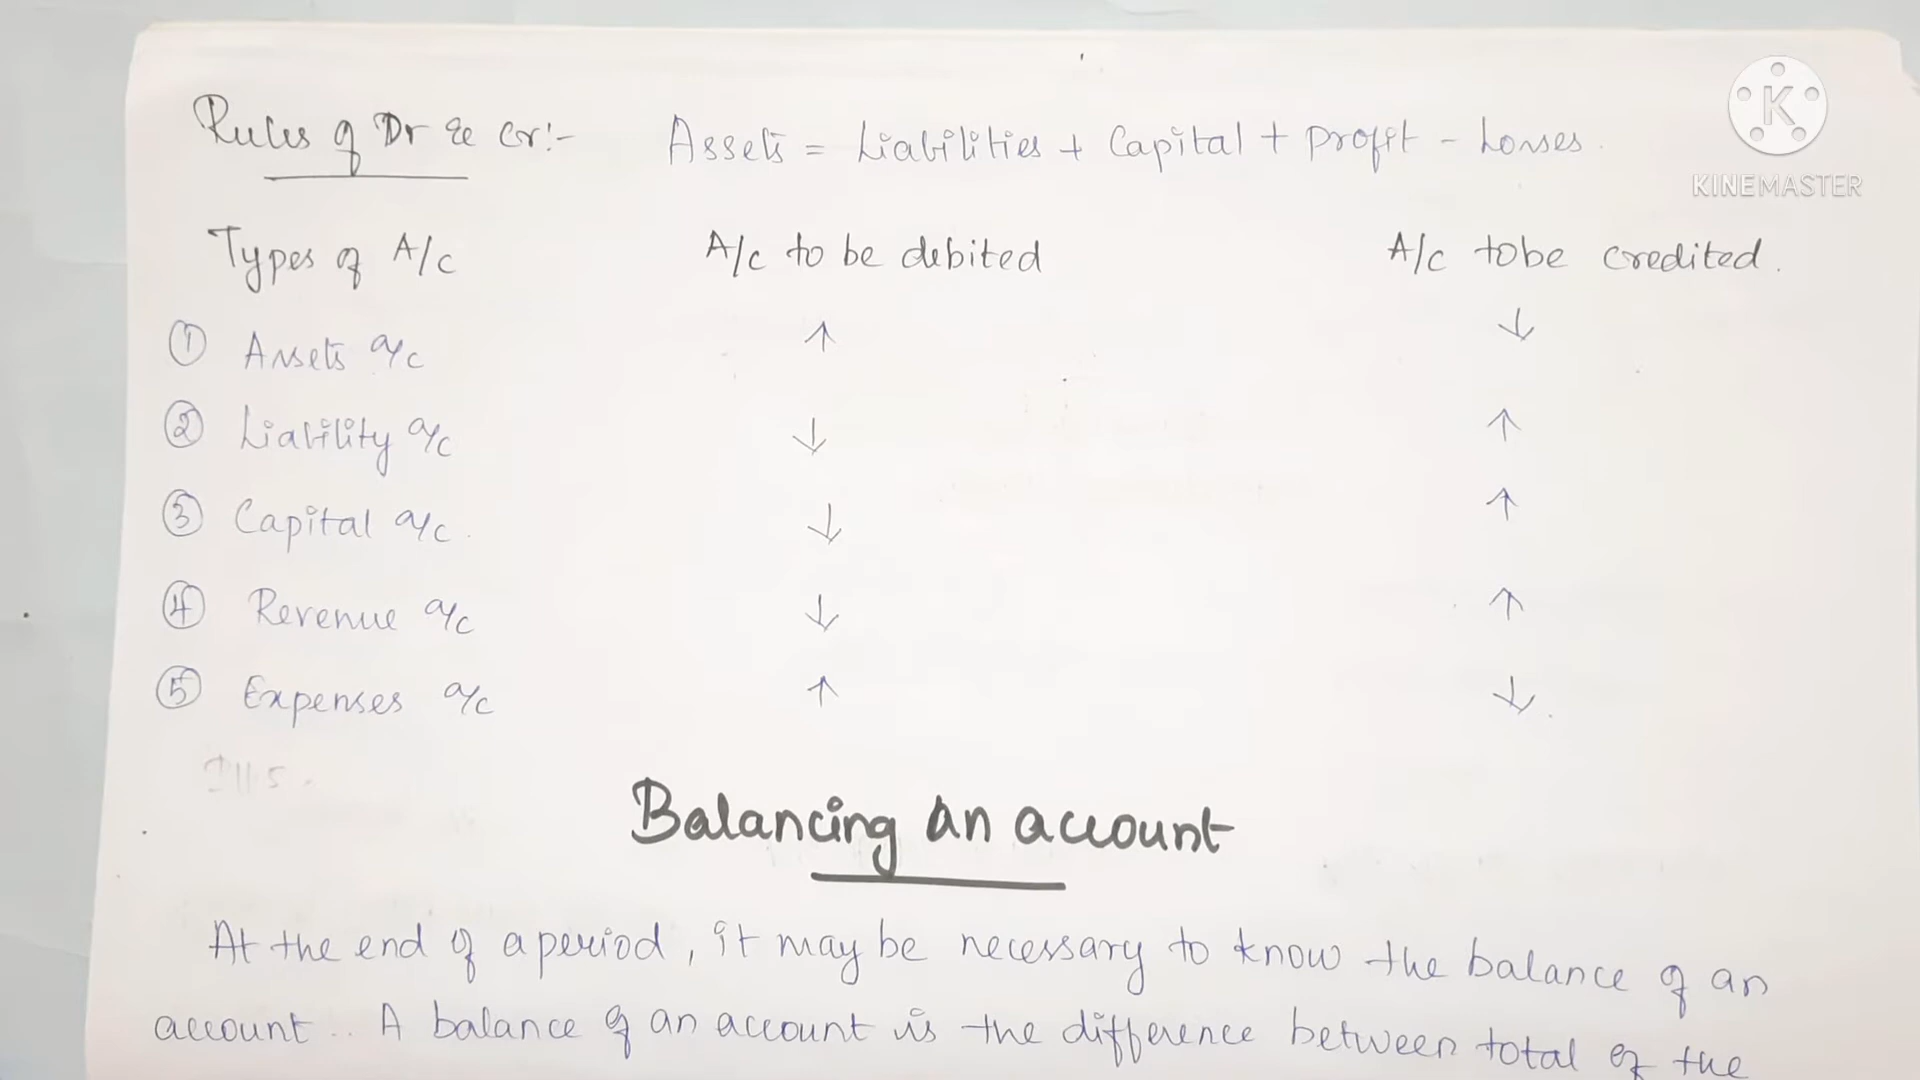 Rules of Dr & Cr:-
Assets = Liabilities + Capital + Profit - Losses.
K
KINEMASTER
Types of A/c
A/c to be debited
A/c to be credited.
① Assets a/c ↑ ↓
② Liability a/c ↓ ↑
③ Capital a/c. ↓ ↑
④ Revenue a/c ↓ ↑
⑤ Expenses a/c ↑ ↓
Balancing an account
At the end of a period, it may be necessary to know the balance of an
account.. A balance of an account is the difference between total of the